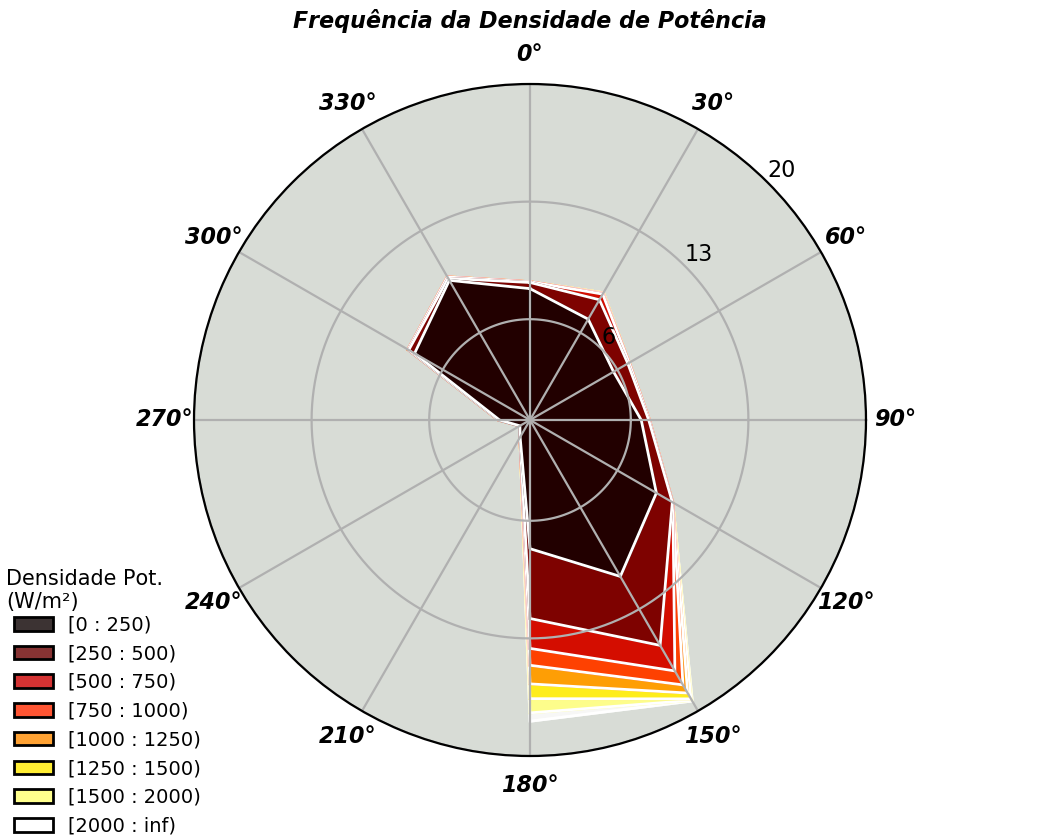 Frequência da Densidade de Potência
0°
330°
30°
20
300°
60°
13
6
270°
90°
Densidade Pot.
(W/m²)
240°
120°
[0 : 250)
[250 : 500)
[500 : 750)
[750 : 1000)
210°
150°
[1000 : 1250)
[1250 : 1500)
180°
[1500 : 2000)
[2000 : inf)